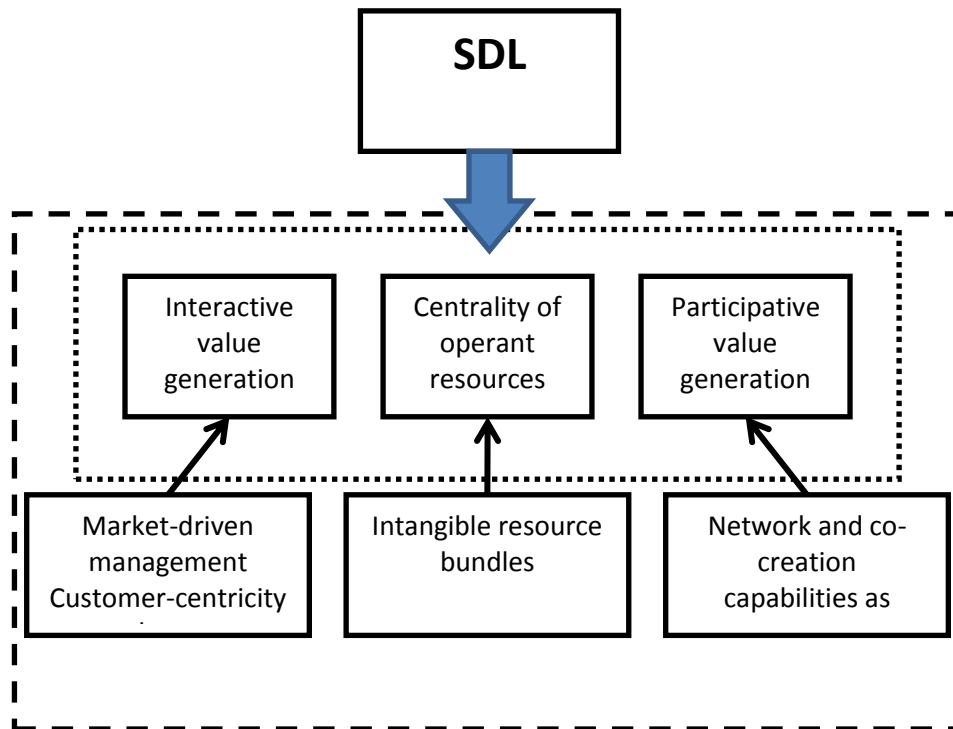 SDL
Interactive
value
generation
Centrality of
operant
resources
Participative
value
generation
Market-driven
management
Customer-centricity
Intangible resource
bundles
Network and co-
creation
capabilities as